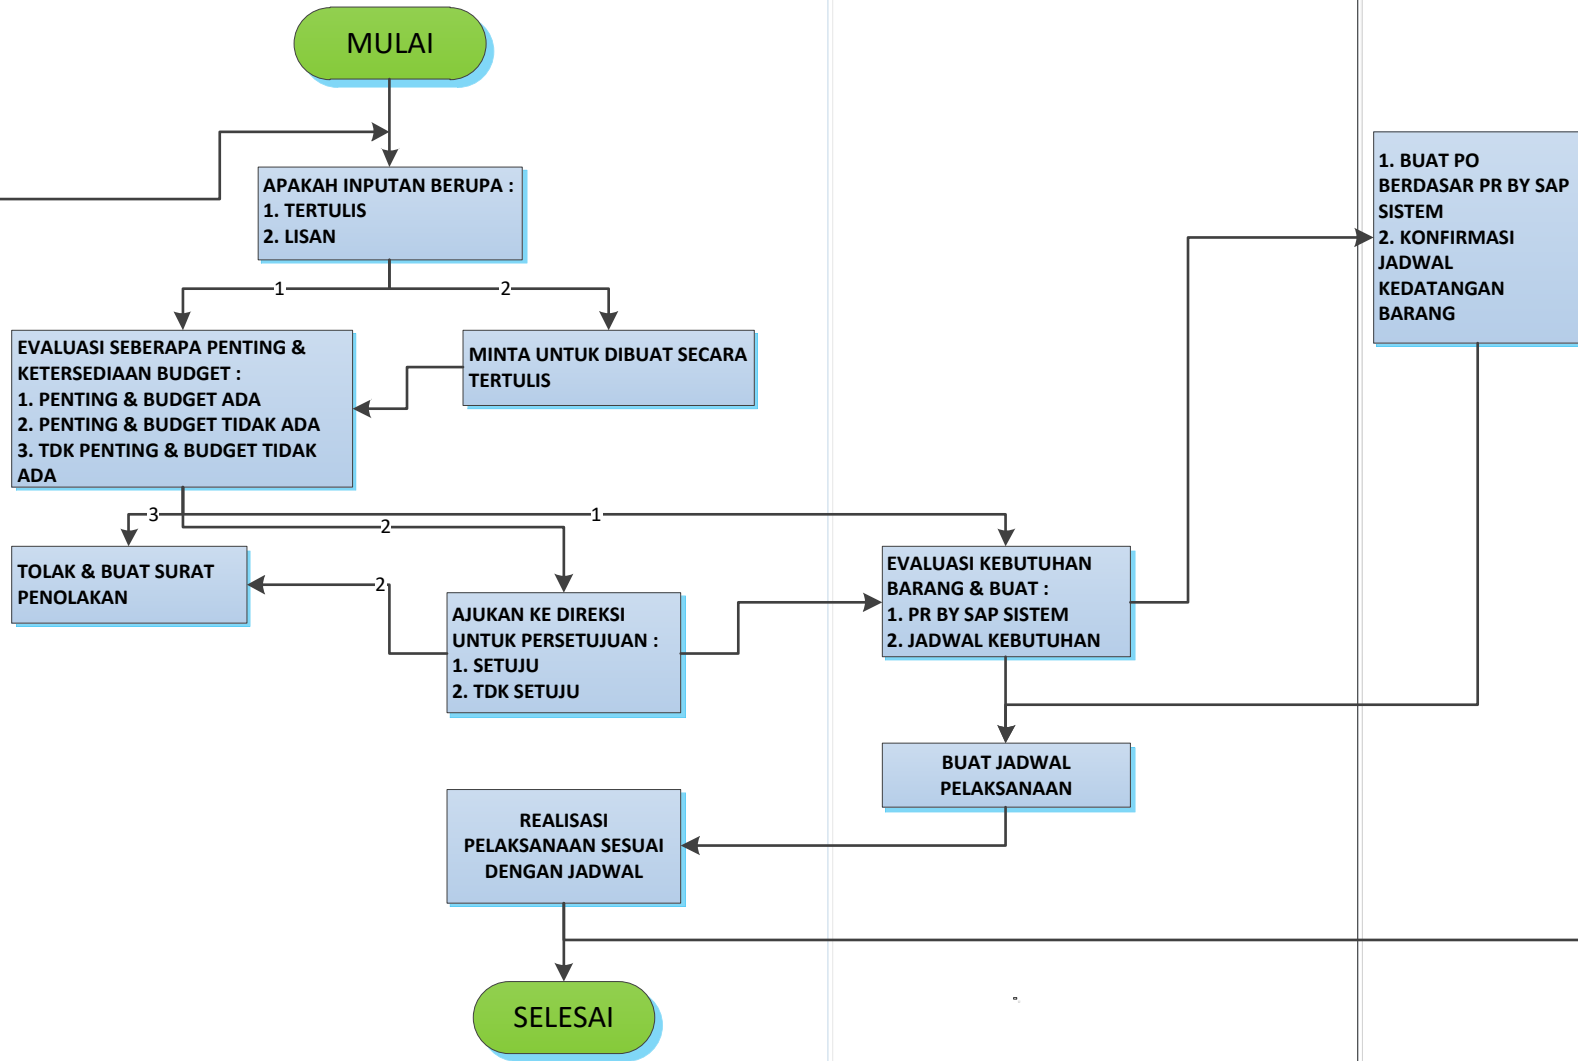 MULAI
APAKAH INPUTAN BERUPA :
1. TERTULIS
2. LISAN
1
2
EVALUASI SEBERAPA PENTING &
KETERSEDIAAN BUDGET :
1. PENTING & BUDGET ADA
2. PENTING & BUDGET TIDAK ADA
3. TDK PENTING & BUDGET TIDAK
ADA
MINTA UNTUK DIBUAT SECARA
TERTULIS
3
2
1
TOLAK & BUAT SURAT
PENOLAKAN
2
AJUKAN KE DIREKSI
UNTUK PERSETUJUAN :
1. SETUJU
2. TDK SETUJU
EVALUASI KEBUTUHAN
BARANG & BUAT :
1. PR BY SAP SISTEM
2. JADWAL KEBUTUHAN
1. BUAT PO
BERDASAR PR BY SAP
SISTEM
2. KONFIRMASI
JADWAL
KEDATANGAN
BARANG
BUAT JADWAL
PELAKSANAAN
REALISASI
PELAKSANAAN SESUAI
DENGAN JADWAL
SELESAI